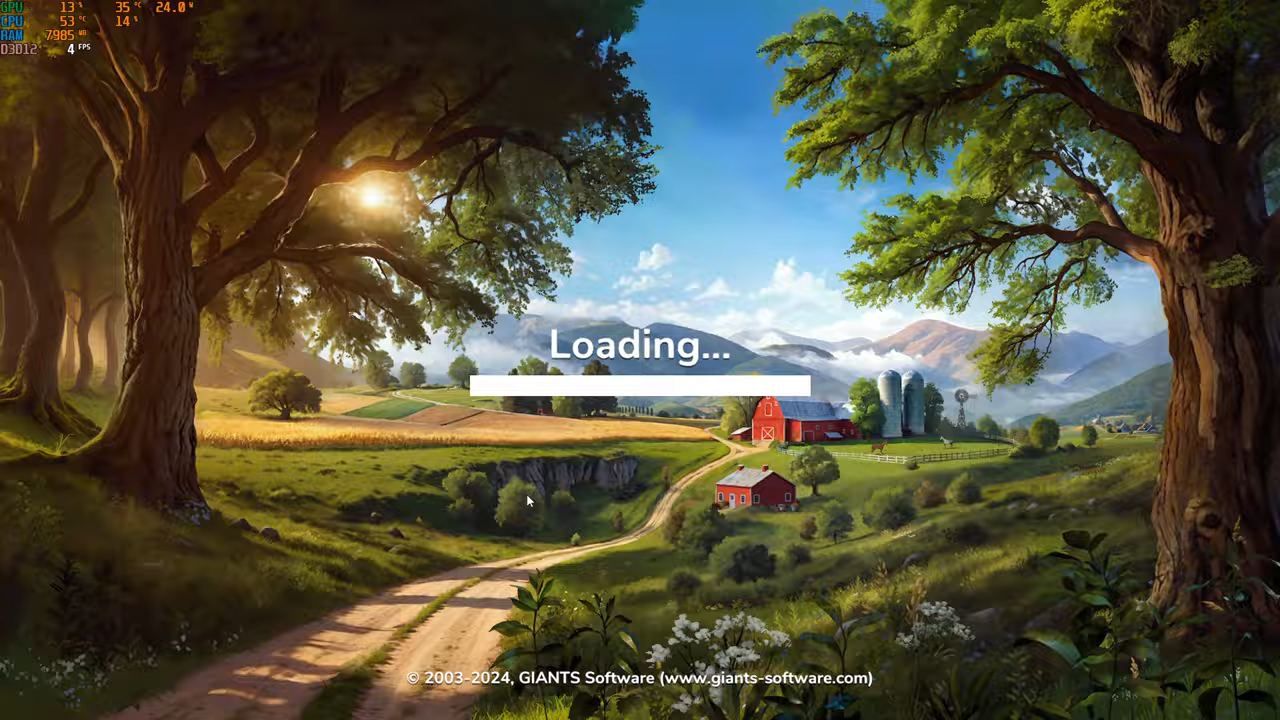 GPU 13 % 35 °C 24.0 W
CPU 53 °C 14 %
RAM 7985 MB
D3D12 4 FPS
Loading...
© 2003-2024, GIANTS Software (www.giants-software.com)